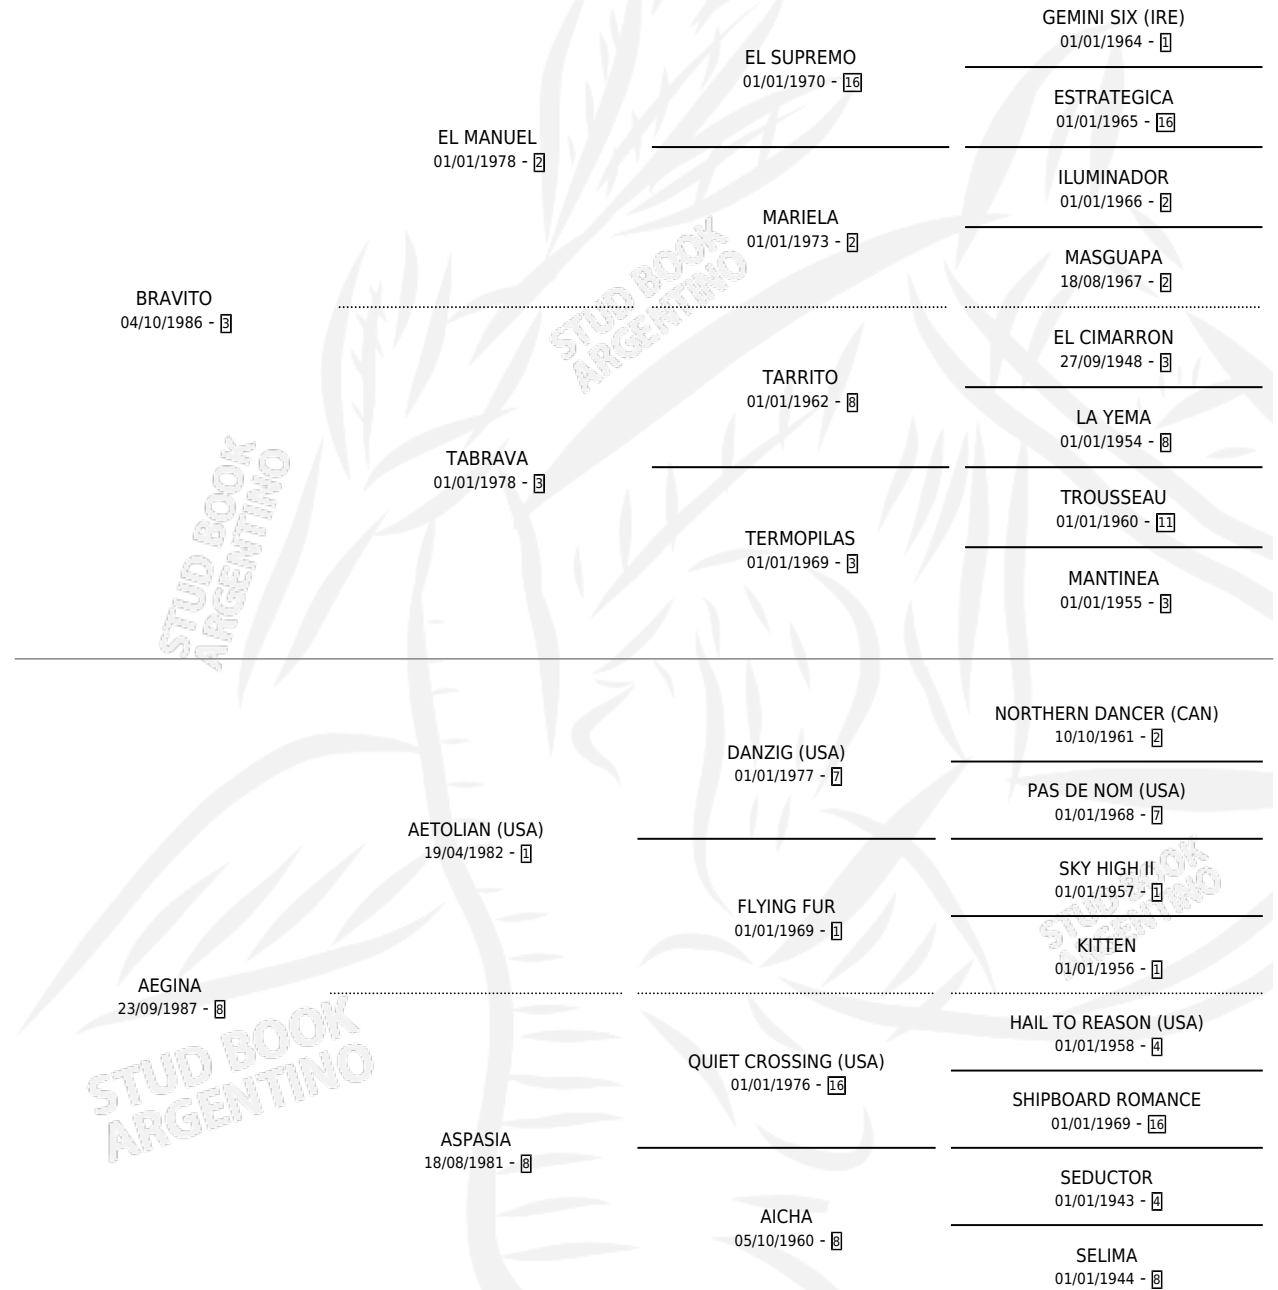 GEMINI SIX (IRE)
01/01/1964 - 1
EL SUPREMO
01/01/1970 - 16
ESTRATEGICA
01/01/1965 - 16
EL MANUEL
01/01/1978 - 2
ILUMINADOR
01/01/1966 - 2
MARIELA
01/01/1973 - 2
MASGUAPA
18/08/1967 - 2
BRAVITO
04/10/1986 - 3
EL CIMARRON
27/09/1948 - 3
TARRITO
01/01/1962 - 8
LA YEMA
01/01/1954 - 8
TABRAVA
01/01/1978 - 3
TROUSSEAU
01/01/1960 - 11
TERMOPILAS
01/01/1969 - 3
MANTINEA
01/01/1955 - 3
STUD BOOK
ARGENTINO
STUD BOOK
ARGENTINO
NORTHERN DANCER (CAN)
10/10/1961 - 2
DANZIG (USA)
01/01/1977 - 7
PAS DE NOM (USA)
01/01/1968 - 7
AETOLIAN (USA)
19/04/1982 - 1
SKY HIGH II
01/01/1957 - 1
FLYING FUR
01/01/1969 - 1
KITTEN
01/01/1956 - 1
AEGINA
23/09/1987 - 8
HAIL TO REASON (USA)
01/01/1958 - 4
QUIET CROSSING (USA)
01/01/1976 - 16
SHIPBOARD ROMANCE
01/01/1969 - 16
ASPASIA
18/08/1981 - 8
SEDUCTOR
01/01/1943 - 4
AICHA
05/10/1960 - 8
SELIMA
01/01/1944 - 8
STUD BOOK
ARGENTINO
STUD BOOK
ARGENTINO